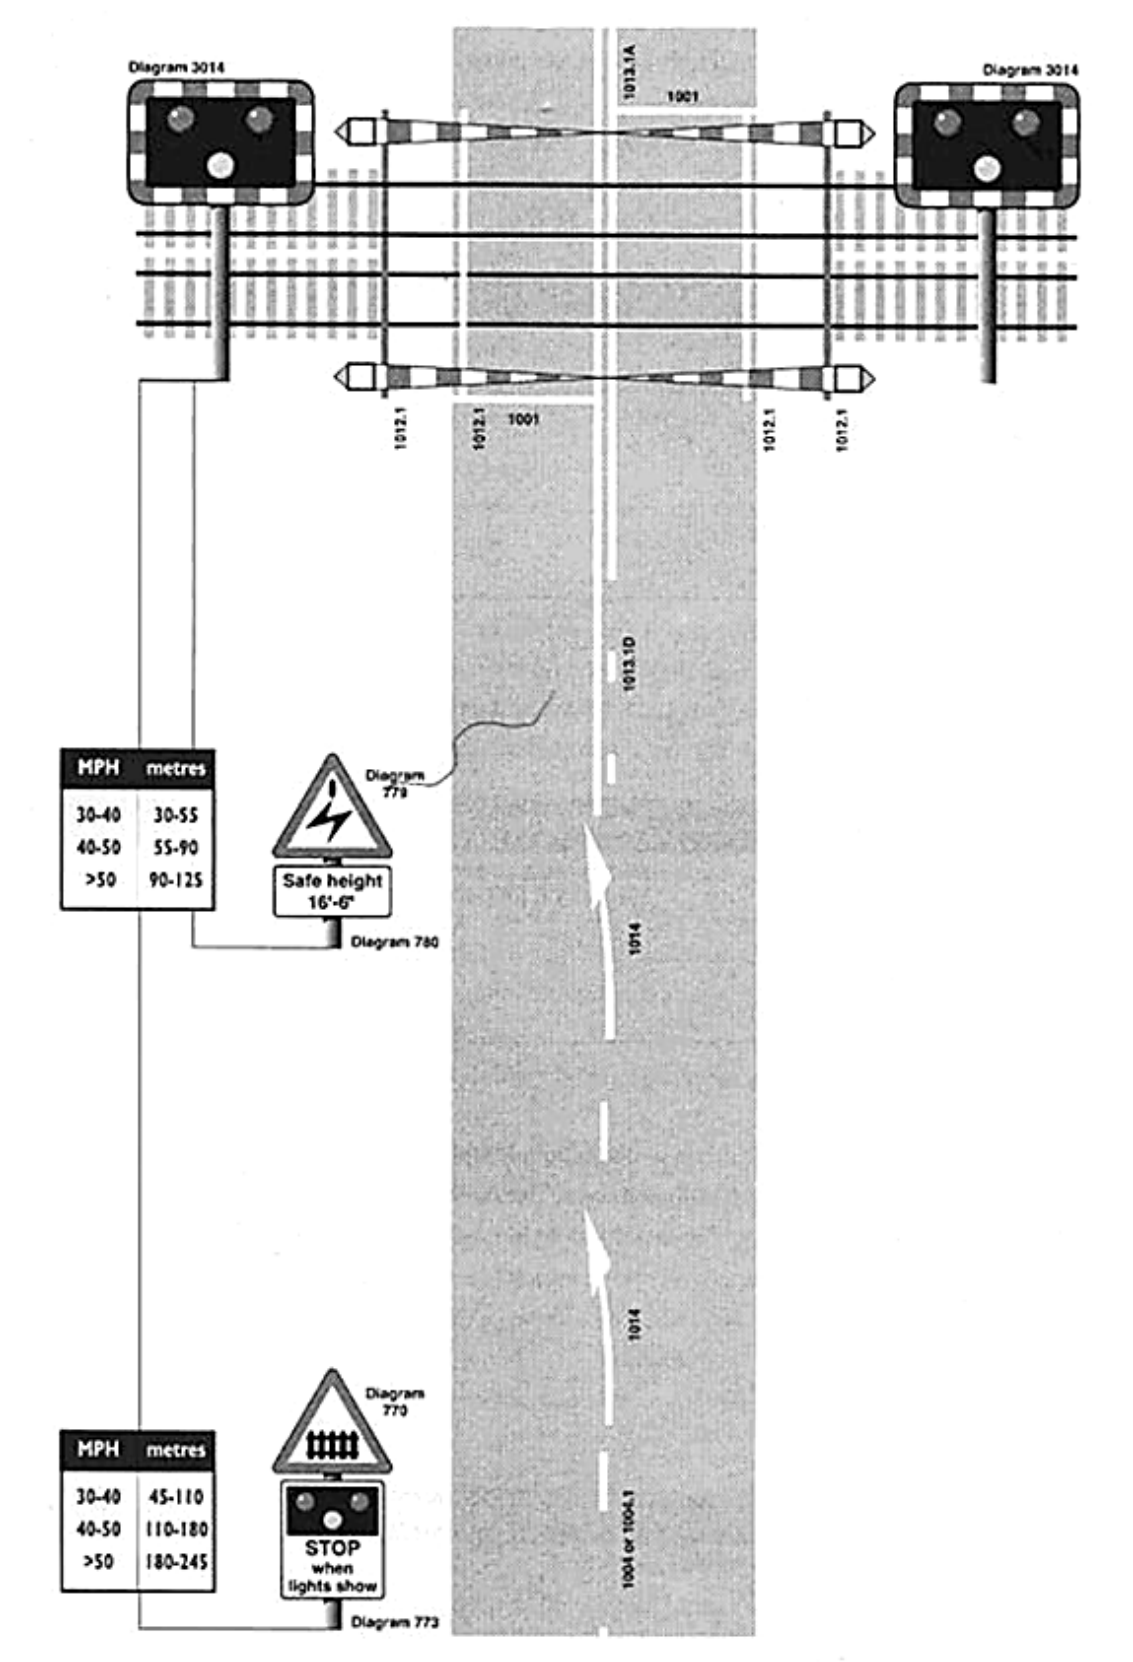 Diagram 3014
Diagram 3014
1013.1A
1001
1012.1
1012.1
1001
1012.1
1012.1
1013.1D
MPH metres
30-40 30-55
40-50 55-90
>50 90-125
Diagram
779
Safe height
16'-6"
Diagram 780
1014
1014
Diagram
770
MPH metres
30-40 45-110
40-50 110-180
>50 180-245
STOP
when
lights show
Diagram 773
1004 or 1004.1